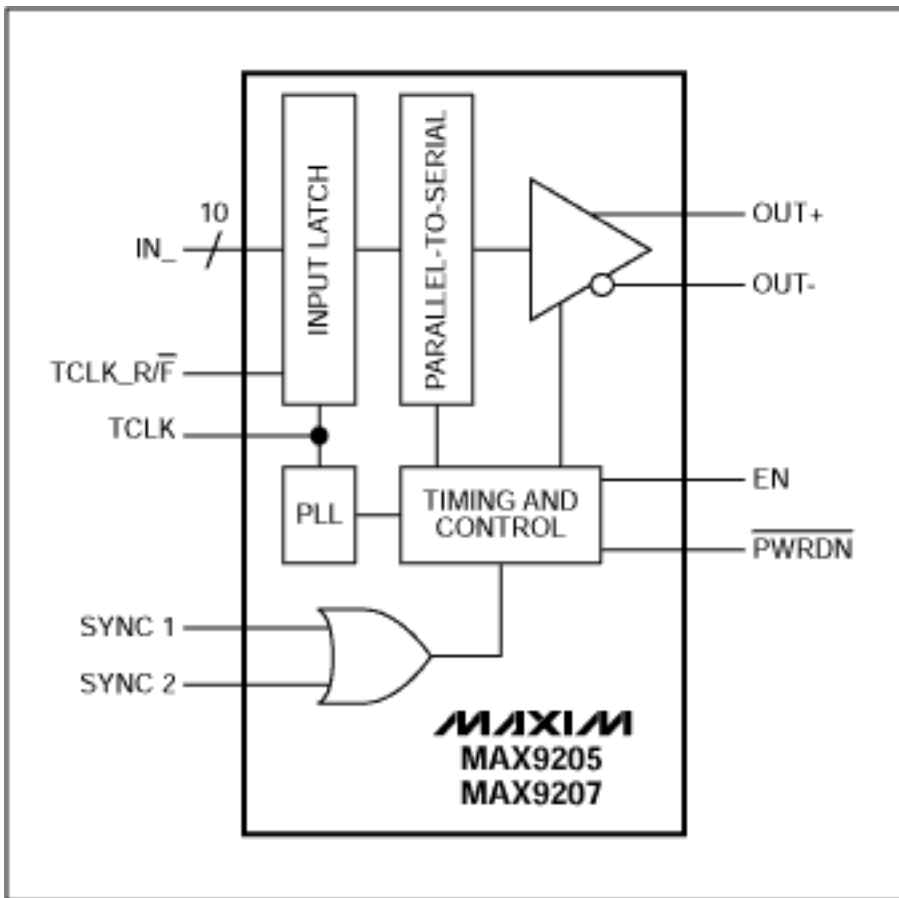 10
IN_
INPUT LATCH
PARALLEL-TO-SERIAL
OUT+
OUT-
TCLK_R/F̅
TCLK
PLL
TIMING AND
CONTROL
EN
P̅W̅R̅D̅N̅
SYNC 1
SYNC 2
MAXIM
MAX9205
MAX9207